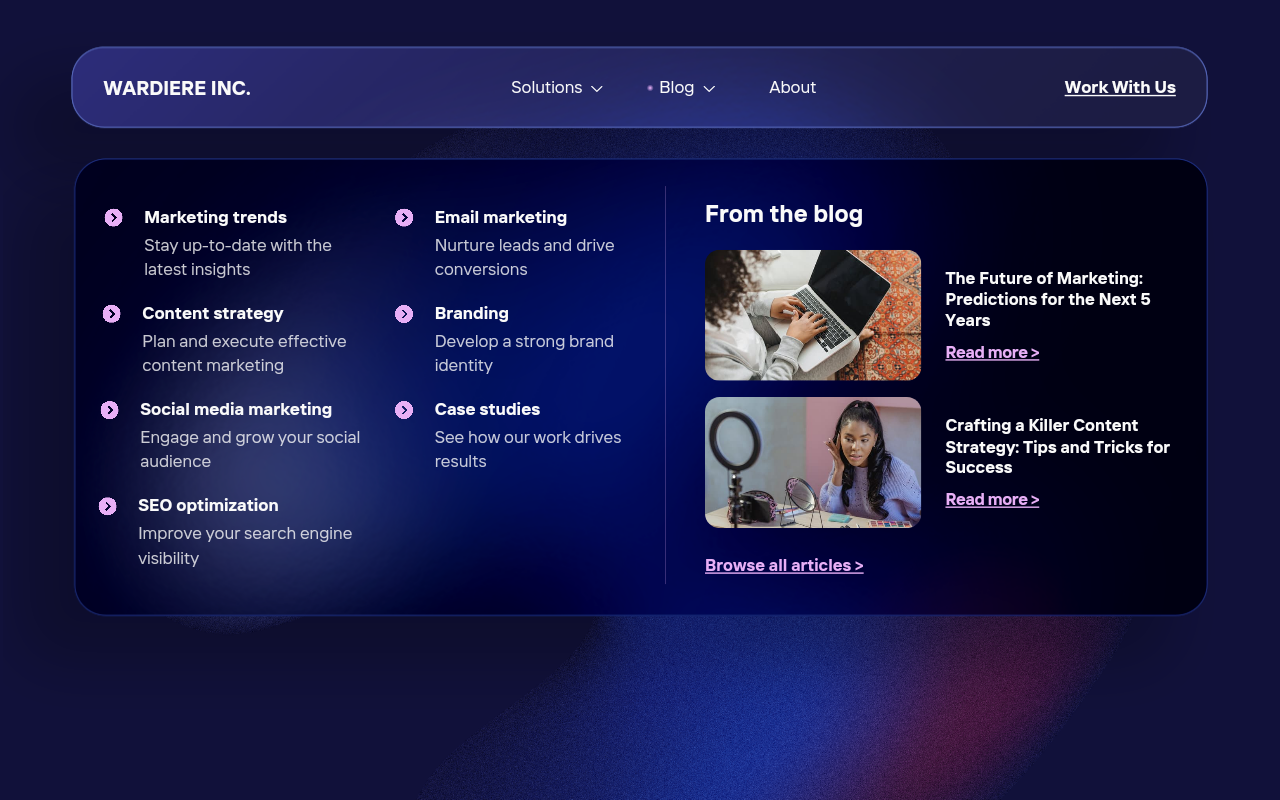 WARDIERE INC.
Solutions
Blog
About
Work With Us
Marketing trends
Stay up-to-date with the
latest insights
Content strategy
Plan and execute effective
content marketing
Social media marketing
Engage and grow your social
audience
SEO optimization
Improve your search engine
visibility
Email marketing
Nurture leads and drive
conversions
Branding
Develop a strong brand
identity
Case studies
See how our work drives
results
From the blog
The Future of Marketing:
Predictions for the Next 5
Years
Read more >
Crafting a Killer Content
Strategy: Tips and Tricks for
Success
Read more >
Browse all articles >